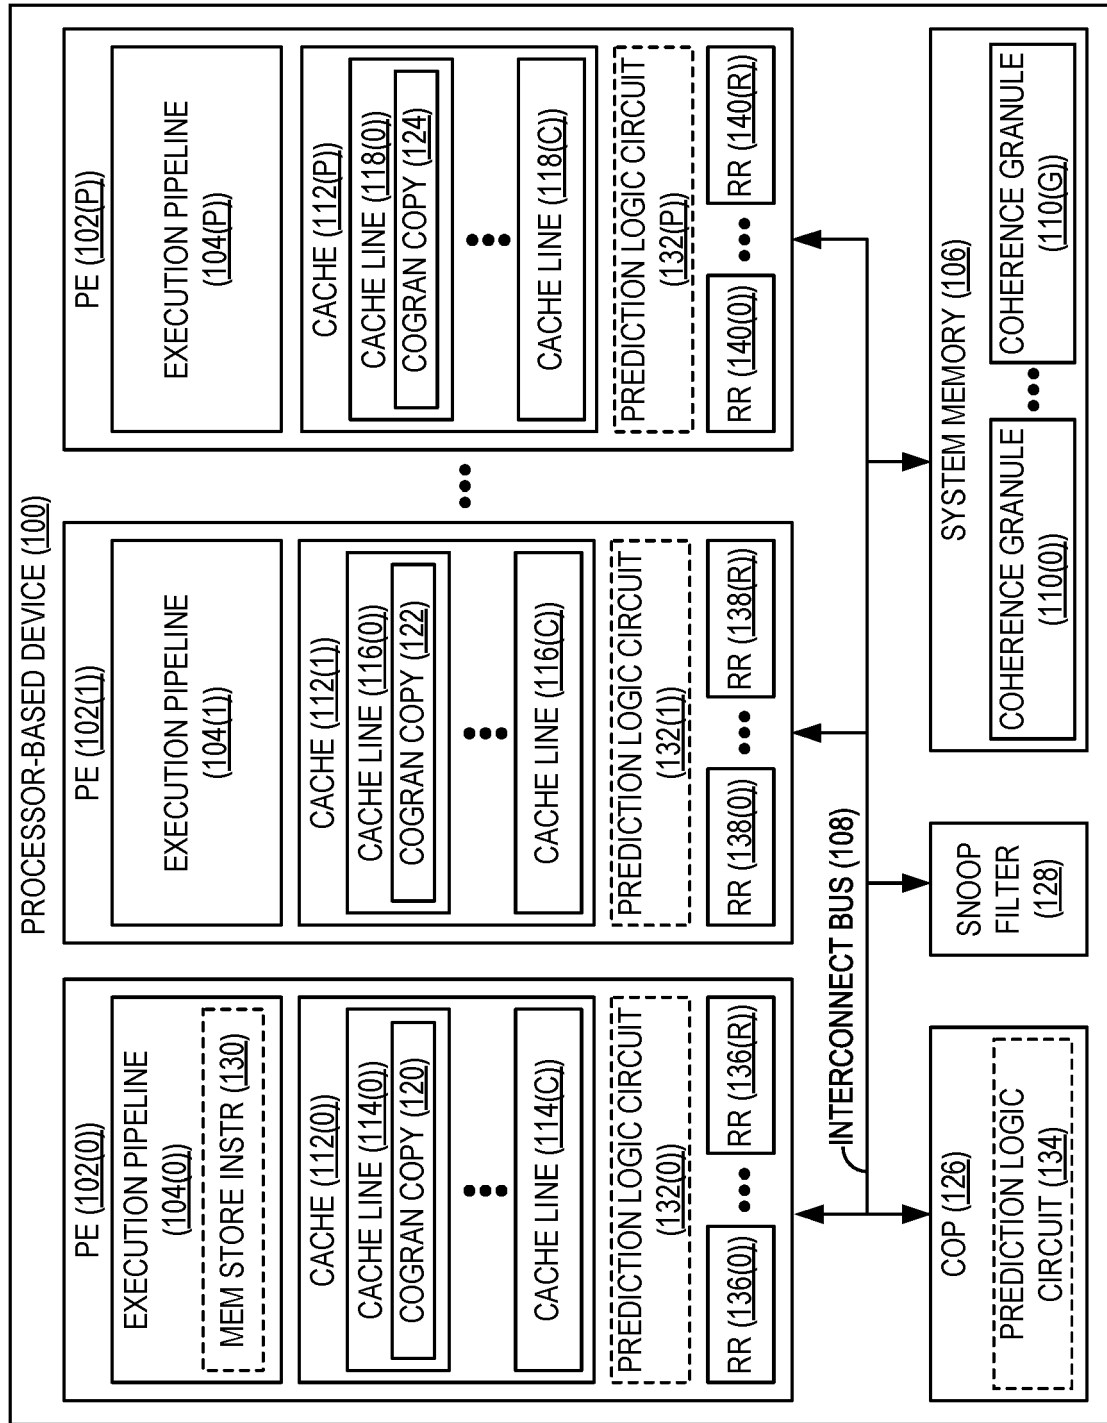 PROCESSOR-BASED DEVICE (100)
PE (102(0))
EXECUTION PIPELINE
(104(0))
MEM STORE INSTR (130)
CACHE (112(0))
CACHE LINE (114(0))
COGRAN COPY (120)
•••
CACHE LINE (114(C))
PREDICTION LOGIC CIRCUIT
(132(0))
RR (136(0))
•••
RR (136(R))
PE (102(1))
EXECUTION PIPELINE
(104(1))
CACHE (112(1))
CACHE LINE (116(0))
COGRAN COPY (122)
•••
CACHE LINE (116(C))
PREDICTION LOGIC CIRCUIT
(132(1))
RR (138(0))
•••
RR (138(R))
•••
PE (102(P))
EXECUTION PIPELINE
(104(P))
CACHE (112(P))
CACHE LINE (118(0))
COGRAN COPY (124)
•••
CACHE LINE (118(C))
PREDICTION LOGIC CIRCUIT
(132(P))
RR (140(0))
•••
RR (140(R))
INTERCONNECT BUS (108)
COP (126)
PREDICTION LOGIC
CIRCUIT (134)
SNOOP
FILTER
(128)
SYSTEM MEMORY (106)
COHERENCE GRANULE
(110(0))
•••
COHERENCE GRANULE
(110(G))